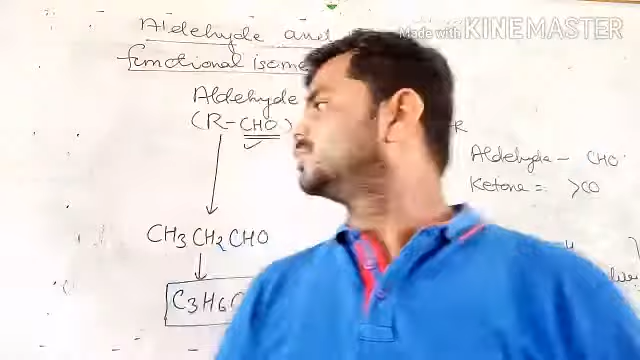 Made with KINEMASTER
Aldehyde and
functional isome
Aldehyde
(R-CHO)
R
Aldehyde - CHO
Ketone = >CO
CH3CH2CHO
C3H6